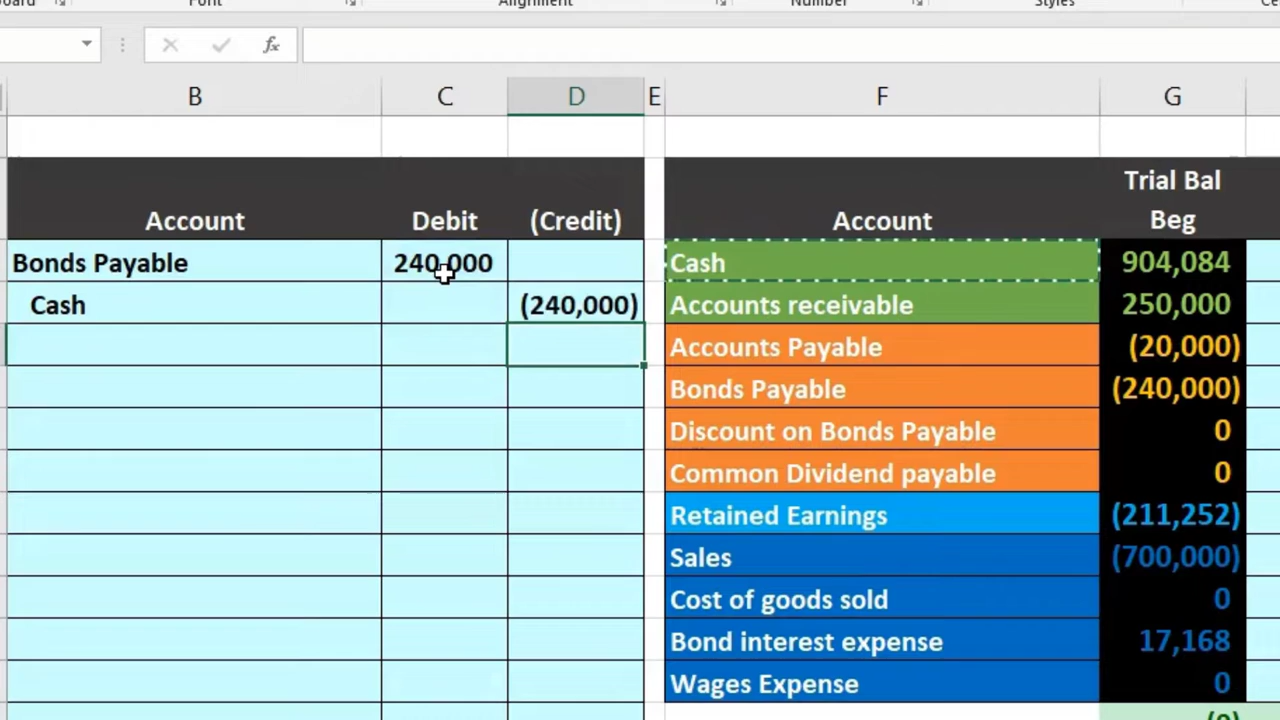 Font
Alignment
Number
Styles
fx
B C D E F G
Account Debit (Credit) Account Trial Bal Beg
Bonds Payable 240,000 Cash 904,084
Cash (240,000) Accounts receivable 250,000
Accounts Payable (20,000)
Bonds Payable (240,000)
Discount on Bonds Payable 0
Common Dividend payable 0
Retained Earnings (211,252)
Sales (700,000)
Cost of goods sold 0
Bond interest expense 17,168
Wages Expense 0